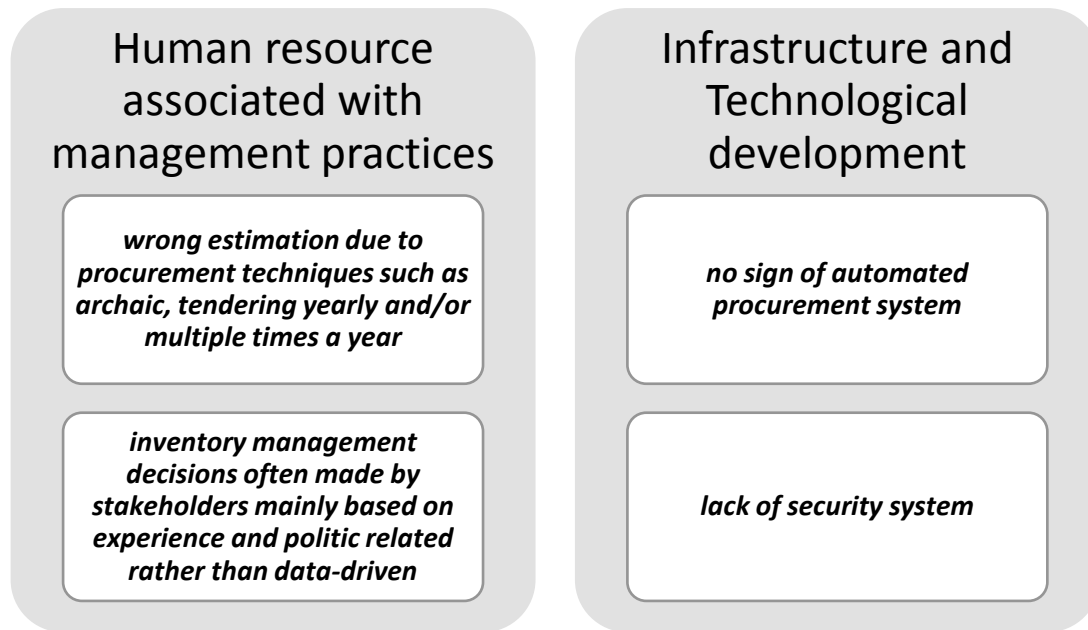 Human resource
associated with
management practices
wrong estimation due to
procurement techniques such as
archaic, tendering yearly and/or
multiple times a year
inventory management
decisions often made by
stakeholders mainly based on
experience and politic related
rather than data-driven
Infrastructure and
Technological
development
no sign of automated
procurement system
lack of security system